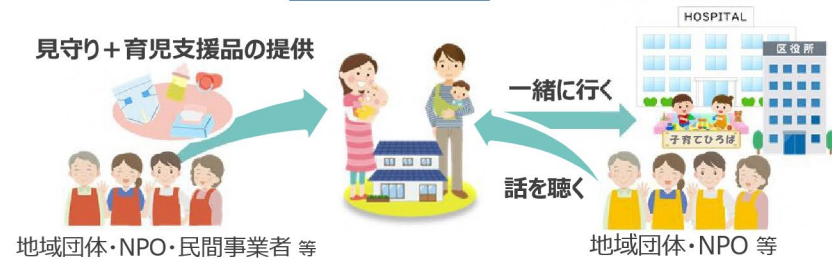 見守り＋育児支援品の提供
地域団体・NPO・民間事業者 等
一緒に行く
話を聴く
HOSPITAL
区役所
子育てひろば
地域団体・NPO 等